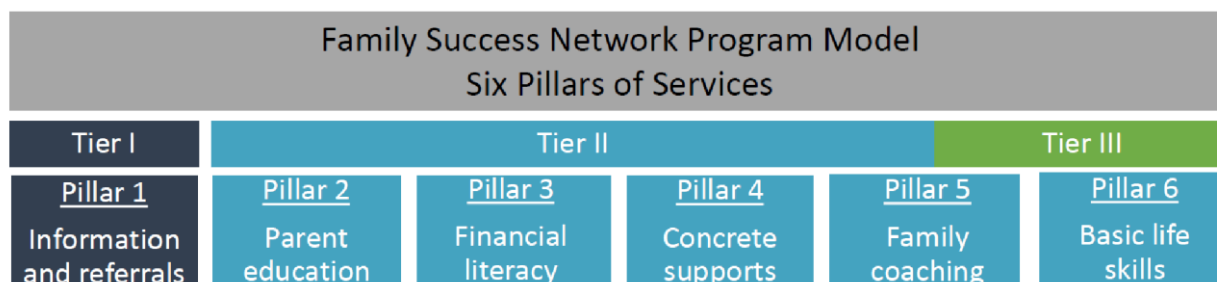 Family Success Network Program Model
Six Pillars of Services
Tier I
Tier II
Tier III
Pillar 1
Information
and referrals
Pillar 2
Parent
education
Pillar 3
Financial
literacy
Pillar 4
Concrete
supports
Pillar 5
Family
coaching
Pillar 6
Basic life
skills